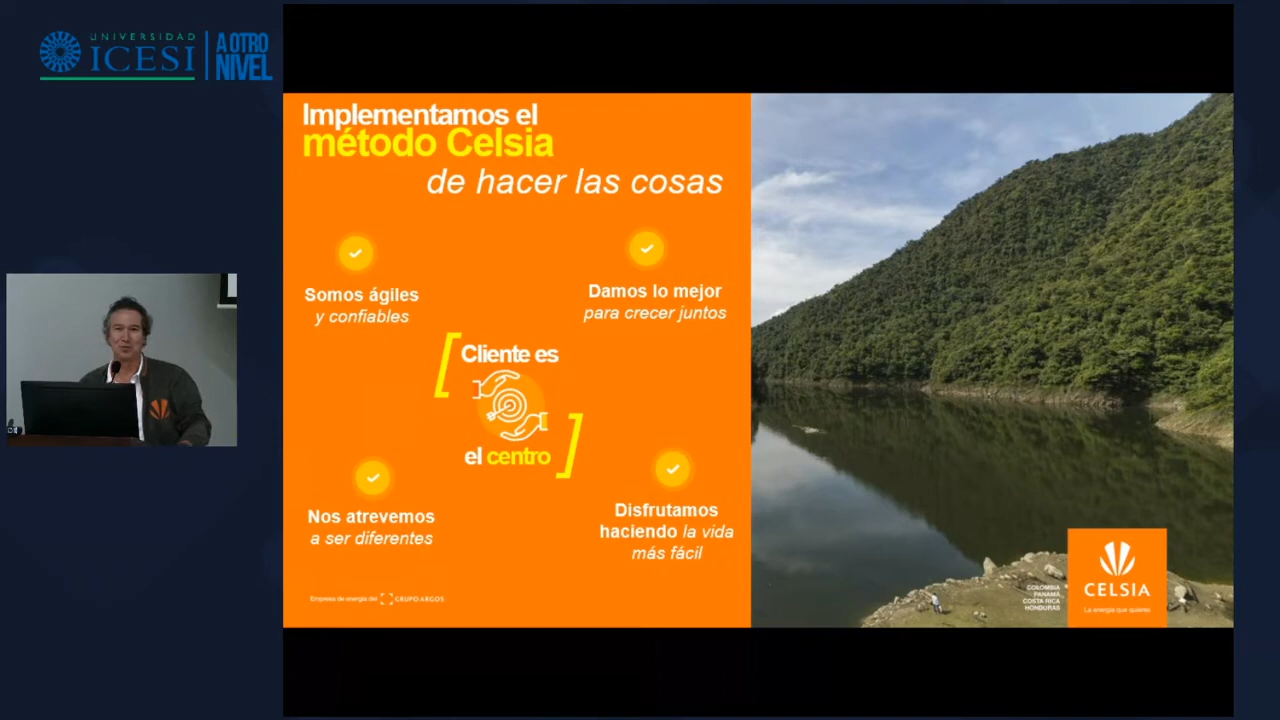 UNIVERSIDAD
ICESI
A OTRO
NIVEL
Implementamos el
método Celsia
de hacer las cosas
Somos ágiles
y confiables
Damos lo mejor
para crecer juntos
Cliente es
el centro
Nos atrevemos
a ser diferentes
Disfrutamos
haciendo la vida
más fácil
Empresa de energía del GRUPO ARGOS
COLOMBIA
PANAMÁ
COSTA RICA
HONDURAS
CELSIA
La energía que quieres